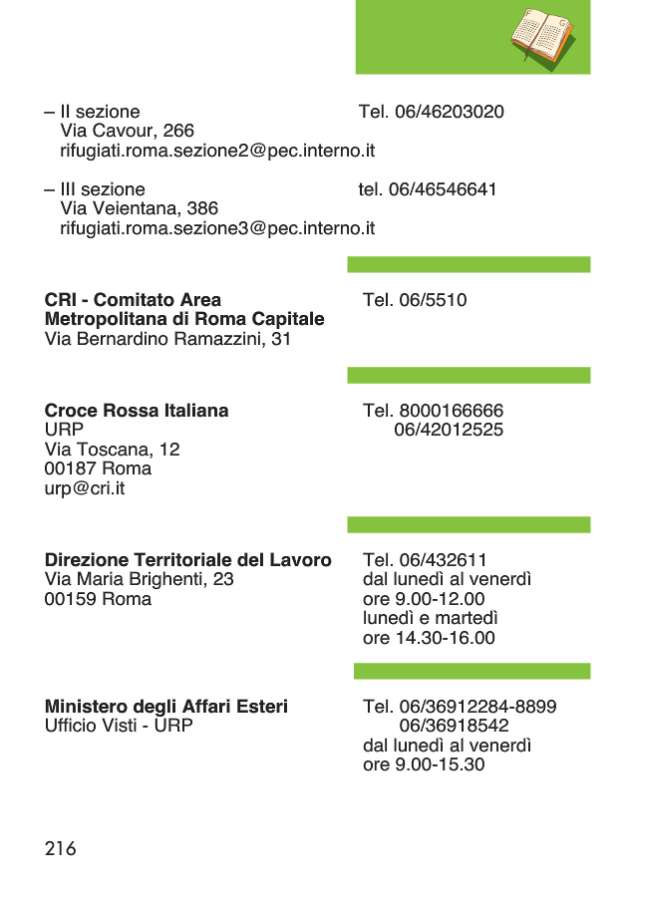 – II sezione Tel. 06/46203020
Via Cavour, 266
rifugiati.roma.sezione2@pec.interno.it
– III sezione tel. 06/46546641
Via Veientana, 386
rifugiati.roma.sezione3@pec.interno.it
CRI - Comitato Area Tel. 06/5510
Metropolitana di Roma Capitale
Via Bernardino Ramazzini, 31
Croce Rossa Italiana Tel. 8000166666
URP 06/42012525
Via Toscana, 12
00187 Roma
urp@cri.it
Direzione Territoriale del Lavoro Tel. 06/432611
Via Maria Brighenti, 23 dal lunedì al venerdì
00159 Roma ore 9.00-12.00
lunedì e martedì
ore 14.30-16.00
Ministero degli Affari Esteri Tel. 06/36912284-8899
Ufficio Visti - URP 06/36918542
dal lunedì al venerdì
ore 9.00-15.30
216